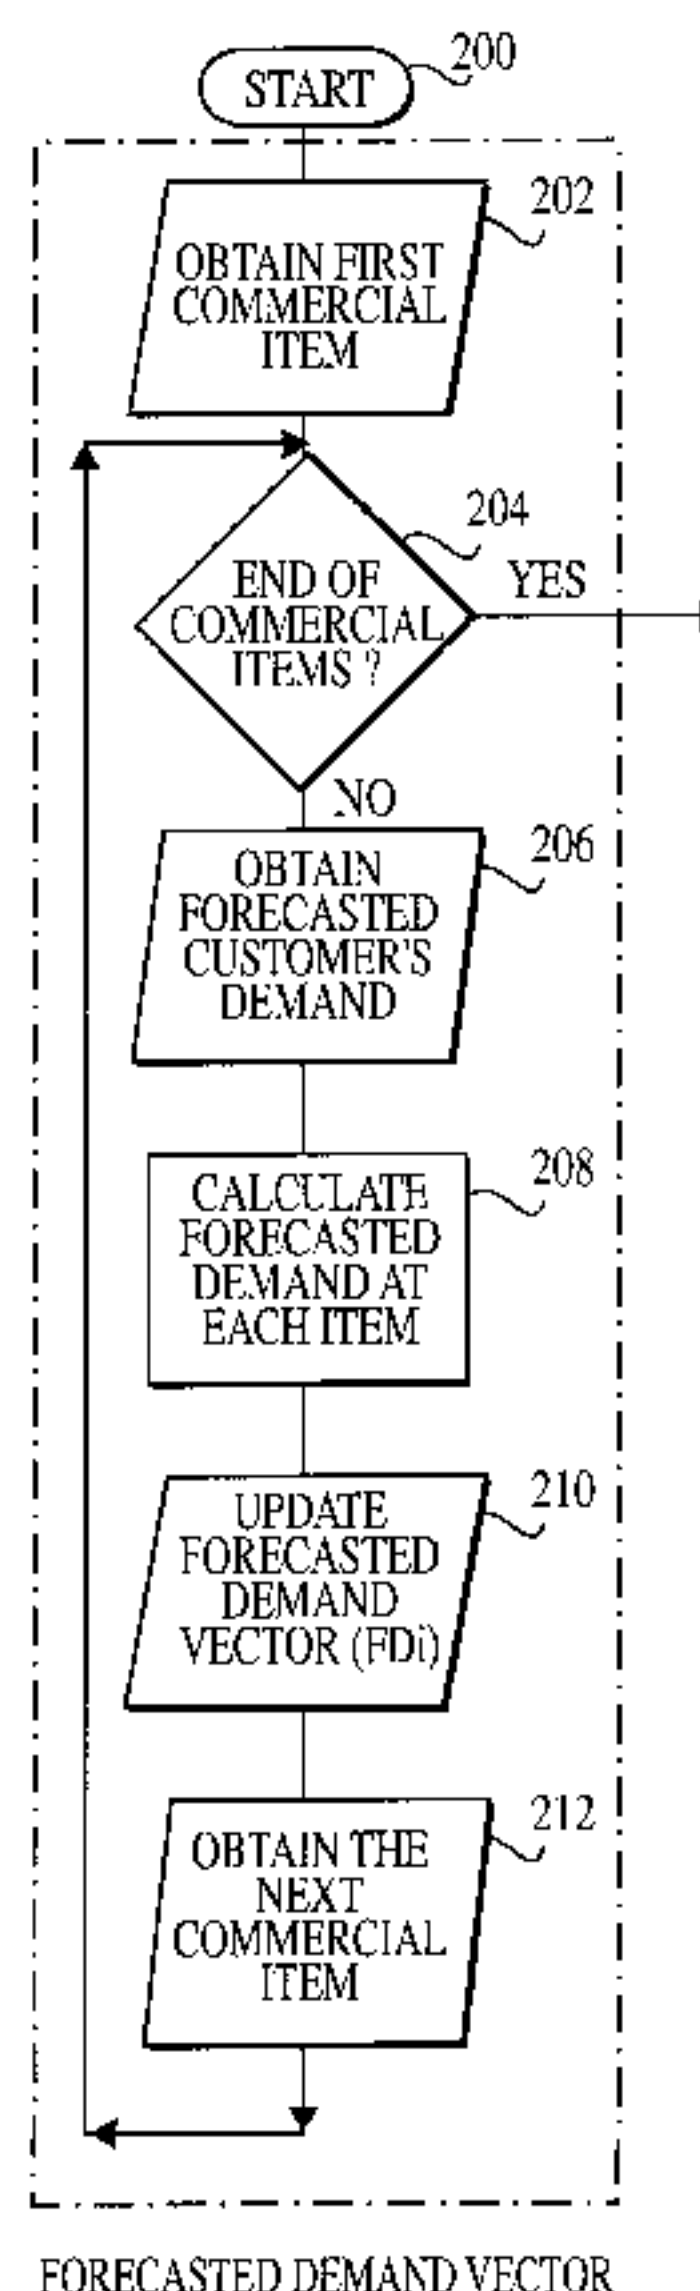 START
200
202
OBTAIN FIRST
COMMERCIAL
ITEM
204
END OF
COMMERCIAL
ITEMS ?
YES
NO
206
OBTAIN
FORECASTED
CUSTOMER'S
DEMAND
208
CALCULATE
FORECASTED
DEMAND AT
EACH ITEM
210
UPDATE
FORECASTED
DEMAND
VECTOR (FDi)
212
OBTAIN THE
NEXT
COMMERCIAL
ITEM
FORECASTED DEMAND VECTOR